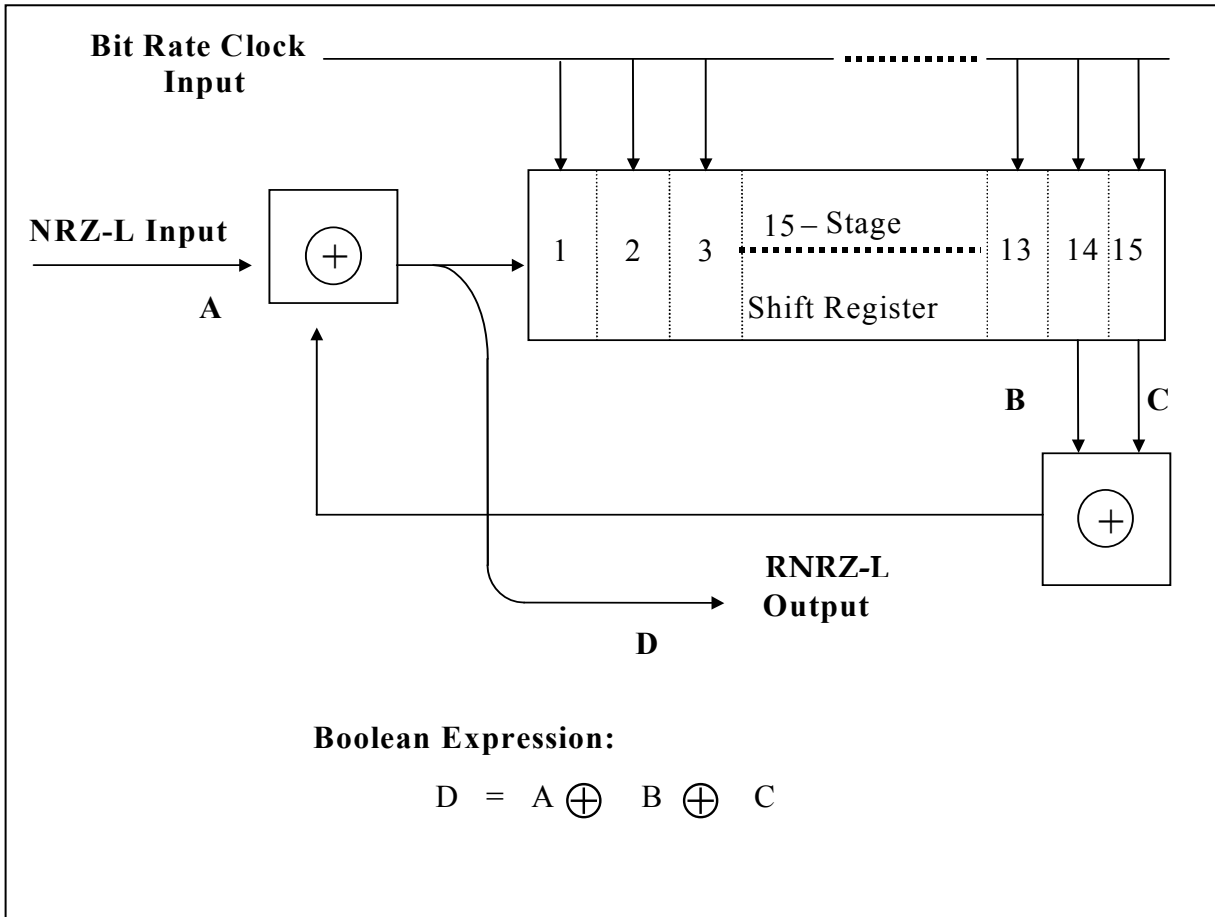 Bit Rate Clock
Input
NRZ-L Input
A
+
1 2 3 15 – Stage 13 14 15
Shift Register
B C
+
RNRZ-L
Output
D
Boolean Expression:
D = A ⊕ B ⊕ C